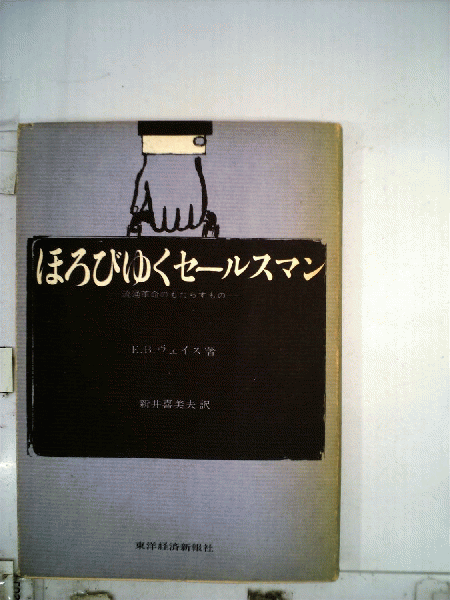 ほろびゆくセールスマン
流通革命のもたらすもの
E.B.ヴェイス著
新井喜美夫訳
東洋経済新報社